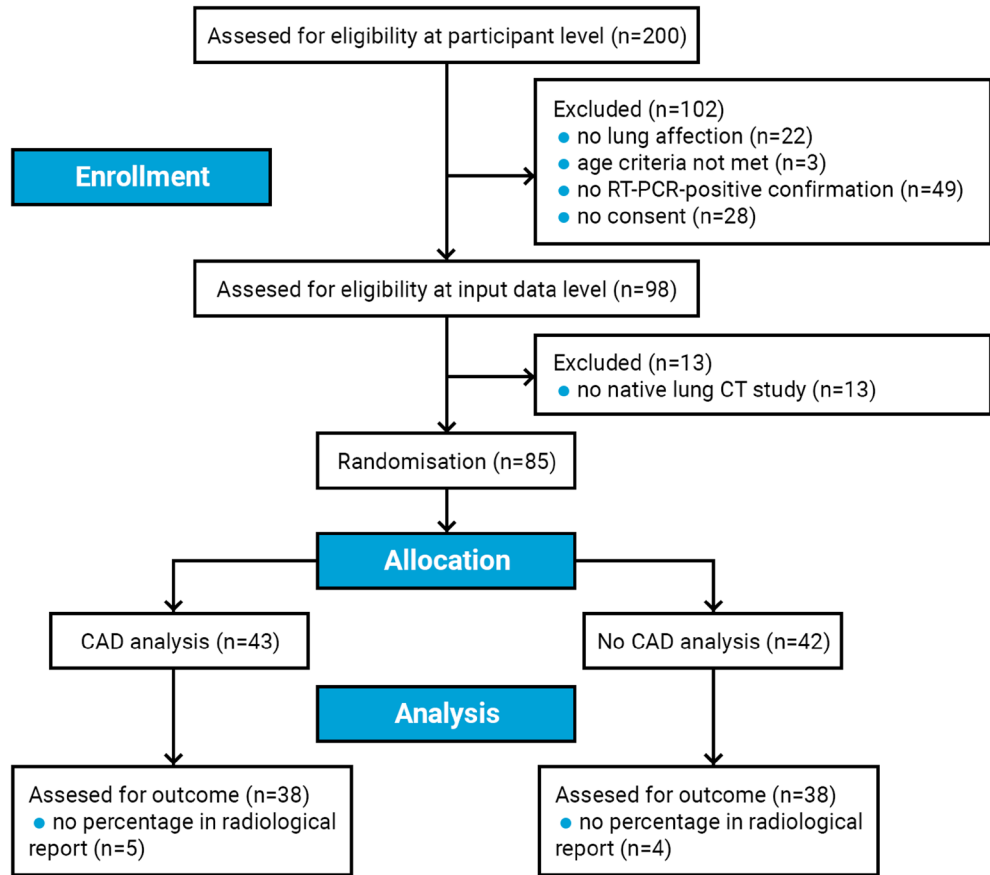 Assesed for eligibility at participant level (n=200)
Excluded (n=102)
● no lung affection (n=22)
● age criteria not met (n=3)
● no RT-PCR-positive confirmation (n=49)
● no consent (n=28)
Enrollment
Assesed for eligibility at input data level (n=98)
Excluded (n=13)
● no native lung CT study (n=13)
Randomisation (n=85)
Allocation
CAD analysis (n=43)
No CAD analysis (n=42)
Analysis
Assesed for outcome (n=38)
● no percentage in radiological
report (n=5)
Assesed for outcome (n=38)
● no percentage in radiological
report (n=4)